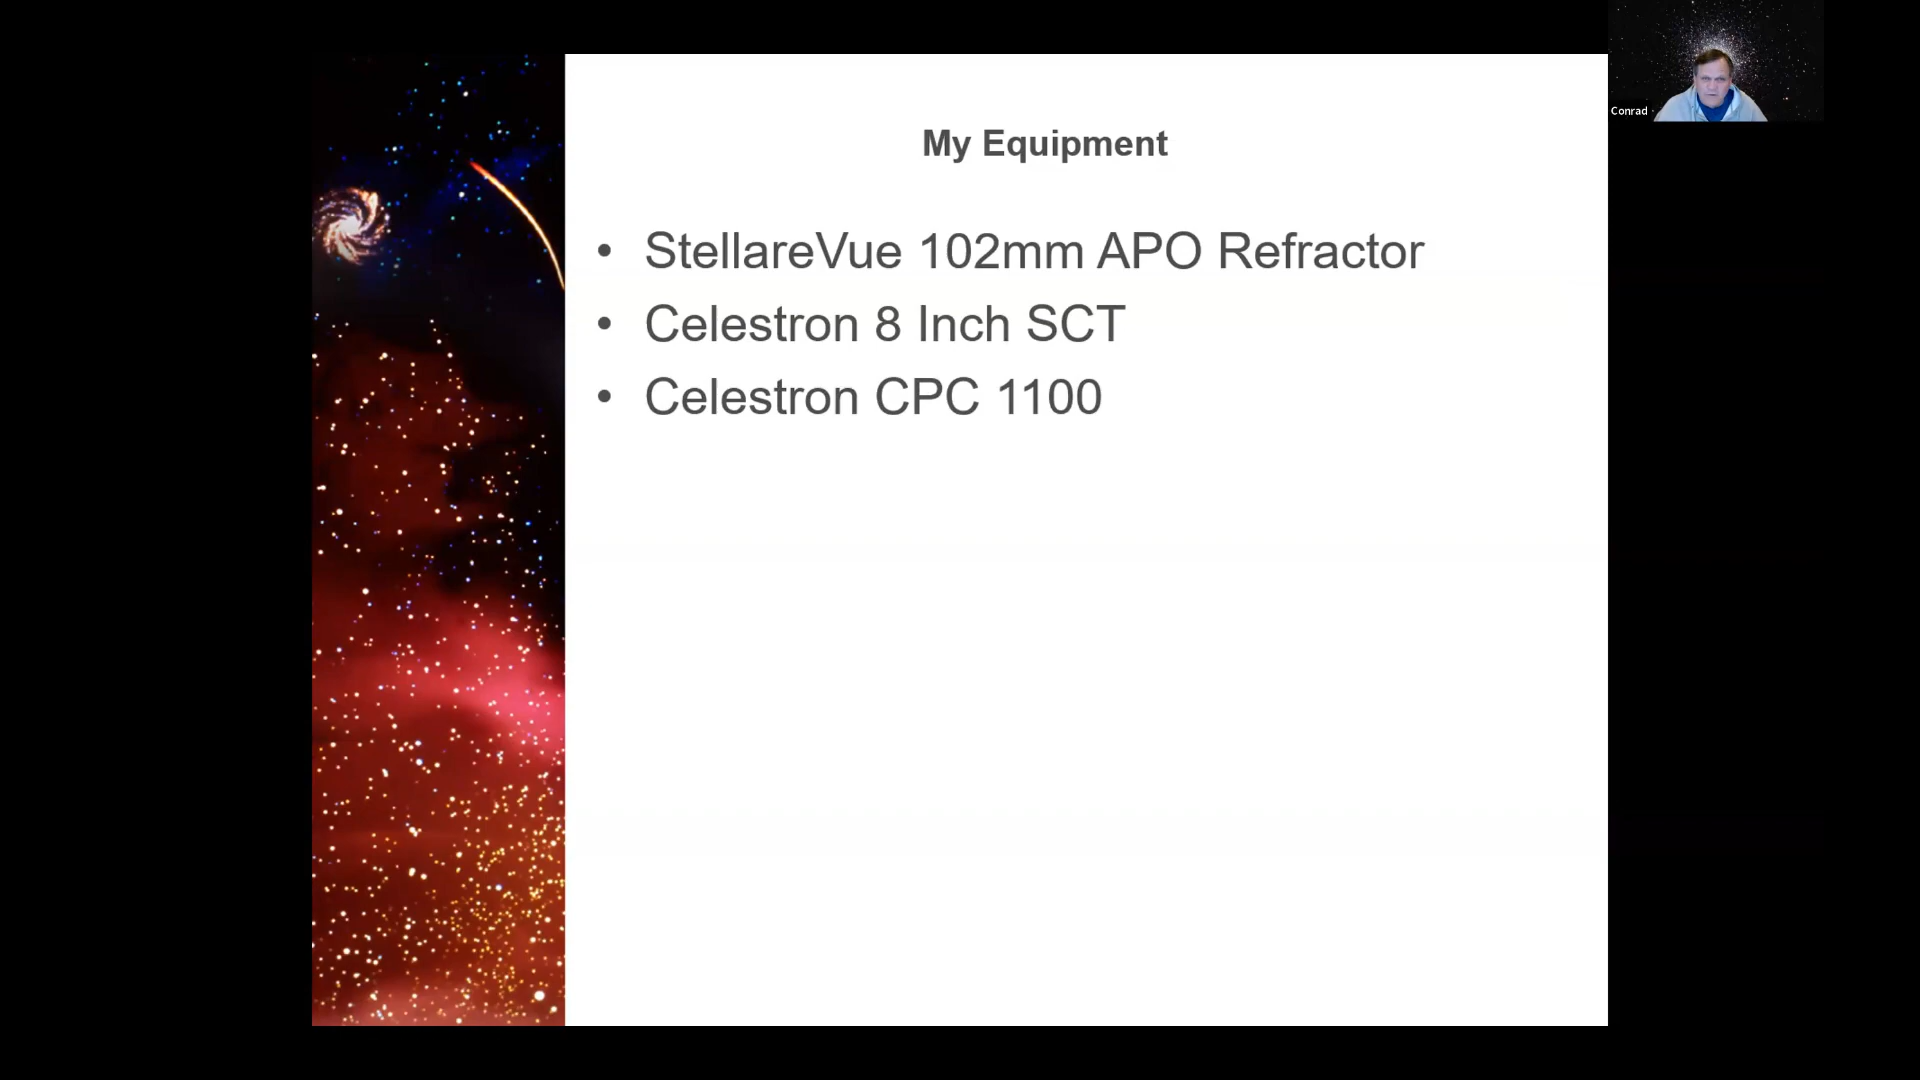 My Equipment
• StellareVue 102mm APO Refractor
• Celestron 8 Inch SCT
• Celestron CPC 1100
Conrad